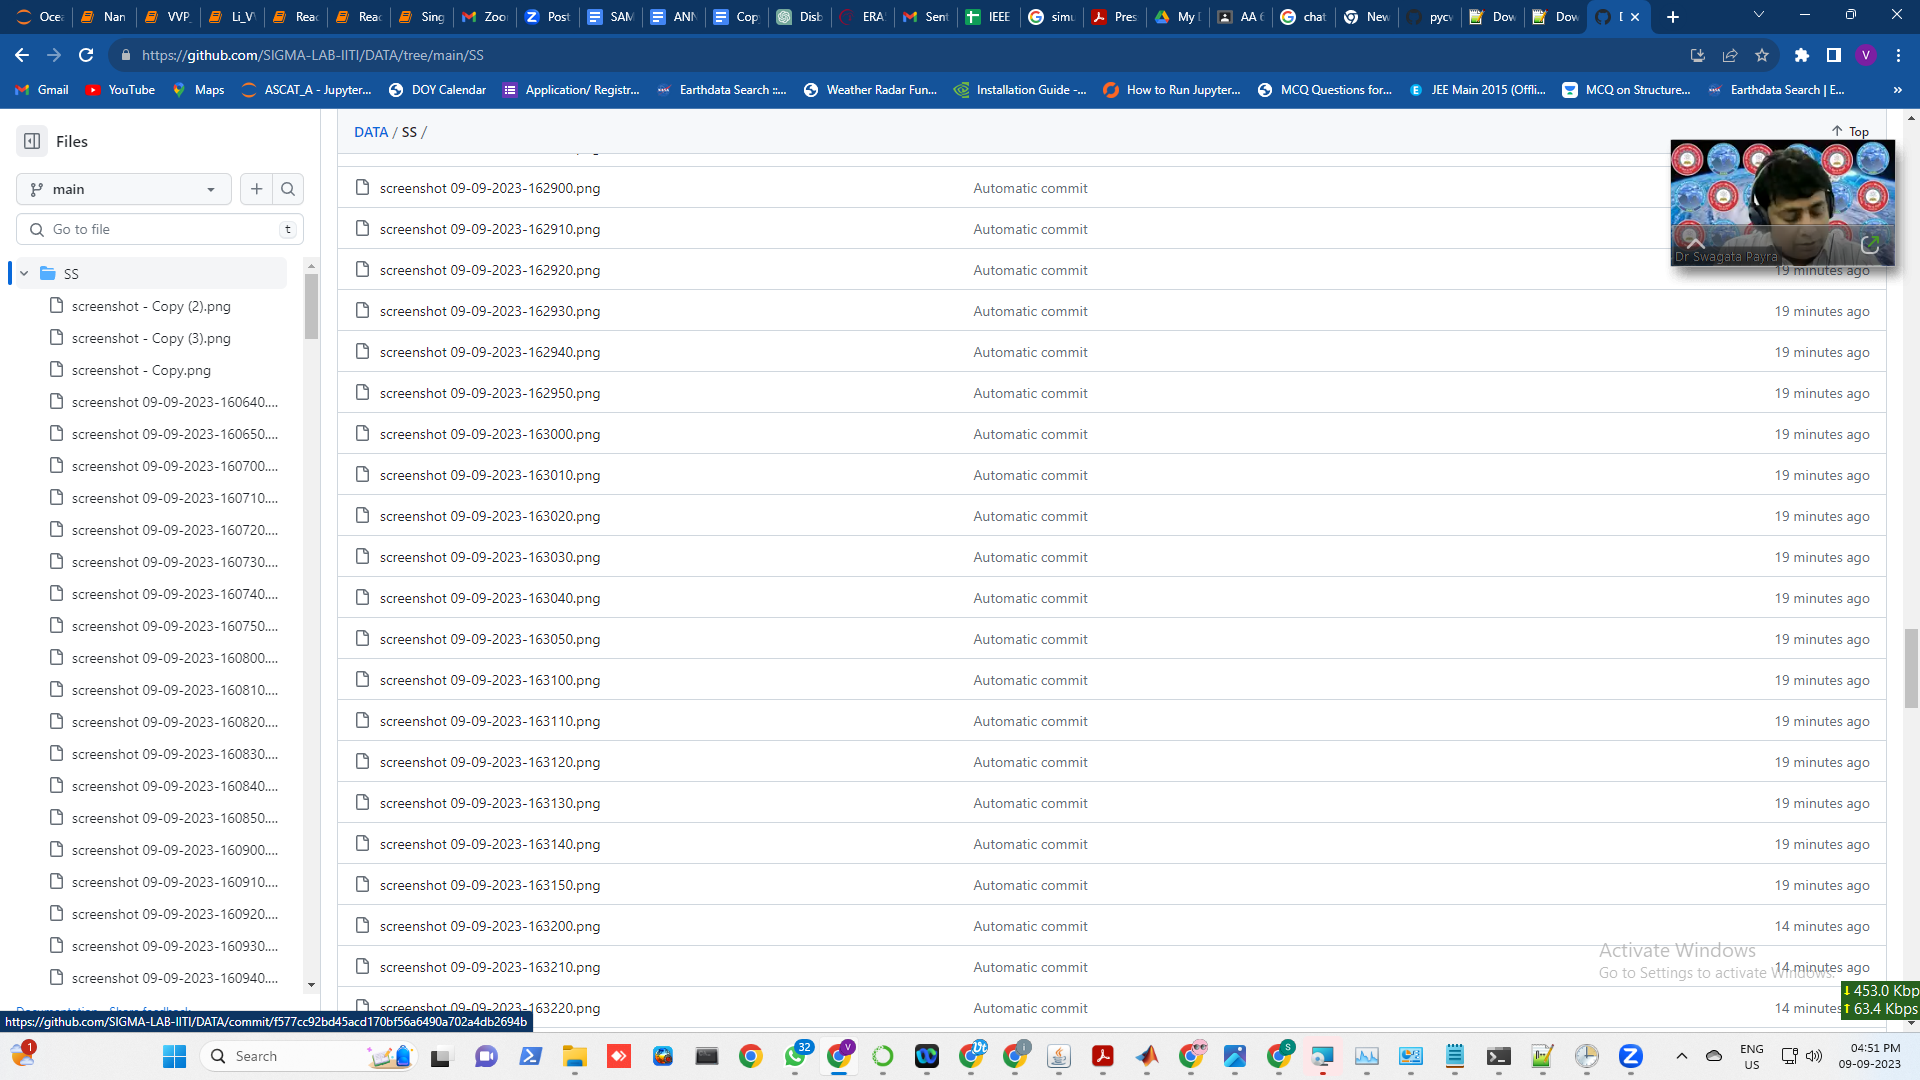 Oce
Nan
VVP_
Li_V
Reac
Reac
Sing
Zoo
Post
SAM
ANN
Cop
Disb
ERA
Sent
IEEE
simu
Pres
My D
AA 6
chat
New
pycw
Dow
Dow
https://github.com/SIGMA-LAB-IITI/DATA/tree/main/SS
V
Gmail
YouTube
Maps
ASCAT_A - Jupyter...
DOY Calendar
Application/ Registr...
Earthdata Search ::...
Weather Radar Fun...
Installation Guide -...
How to Run Jupyter...
MCQ Questions for...
JEE Main 2015 (Offli...
MCQ on Structure...
Earthdata Search | E...
»
Files
main
Go to file
t
SS
screenshot - Copy (2).png
screenshot - Copy (3).png
screenshot - Copy.png
screenshot 09-09-2023-160640....
screenshot 09-09-2023-160650....
screenshot 09-09-2023-160700....
screenshot 09-09-2023-160710....
screenshot 09-09-2023-160720....
screenshot 09-09-2023-160730....
screenshot 09-09-2023-160740....
screenshot 09-09-2023-160750....
screenshot 09-09-2023-160800....
screenshot 09-09-2023-160810....
screenshot 09-09-2023-160820....
screenshot 09-09-2023-160830....
screenshot 09-09-2023-160840....
screenshot 09-09-2023-160850....
screenshot 09-09-2023-160900....
screenshot 09-09-2023-160910....
screenshot 09-09-2023-160920....
screenshot 09-09-2023-160930....
screenshot 09-09-2023-160940....
https://github.com/SIGMA-LAB-IITI/DATA/commit/f577cc92bd45acd170bf56a6490a702a4db2694b
DATA / SS /
Top
Dr Swagata Payra
screenshot 09-09-2023-162900.png Automatic commit
screenshot 09-09-2023-162910.png Automatic commit
screenshot 09-09-2023-162920.png Automatic commit 19 minutes ago
screenshot 09-09-2023-162930.png Automatic commit 19 minutes ago
screenshot 09-09-2023-162940.png Automatic commit 19 minutes ago
screenshot 09-09-2023-162950.png Automatic commit 19 minutes ago
screenshot 09-09-2023-163000.png Automatic commit 19 minutes ago
screenshot 09-09-2023-163010.png Automatic commit 19 minutes ago
screenshot 09-09-2023-163020.png Automatic commit 19 minutes ago
screenshot 09-09-2023-163030.png Automatic commit 19 minutes ago
screenshot 09-09-2023-163040.png Automatic commit 19 minutes ago
screenshot 09-09-2023-163050.png Automatic commit 19 minutes ago
screenshot 09-09-2023-163100.png Automatic commit 19 minutes ago
screenshot 09-09-2023-163110.png Automatic commit 19 minutes ago
screenshot 09-09-2023-163120.png Automatic commit 19 minutes ago
screenshot 09-09-2023-163130.png Automatic commit 19 minutes ago
screenshot 09-09-2023-163140.png Automatic commit 19 minutes ago
screenshot 09-09-2023-163150.png Automatic commit 19 minutes ago
screenshot 09-09-2023-163200.png Automatic commit 14 minutes ago
screenshot 09-09-2023-163210.png Automatic commit 14 minutes ago
screenshot 09-09-2023-163220.png Automatic commit 14 minutes
Activate Windows
Go to Settings to activate Windows.
453.0 Kbp
63.4 Kbps
1
Search
32
V
S
ENG
US
04:51 PM
09-09-2023